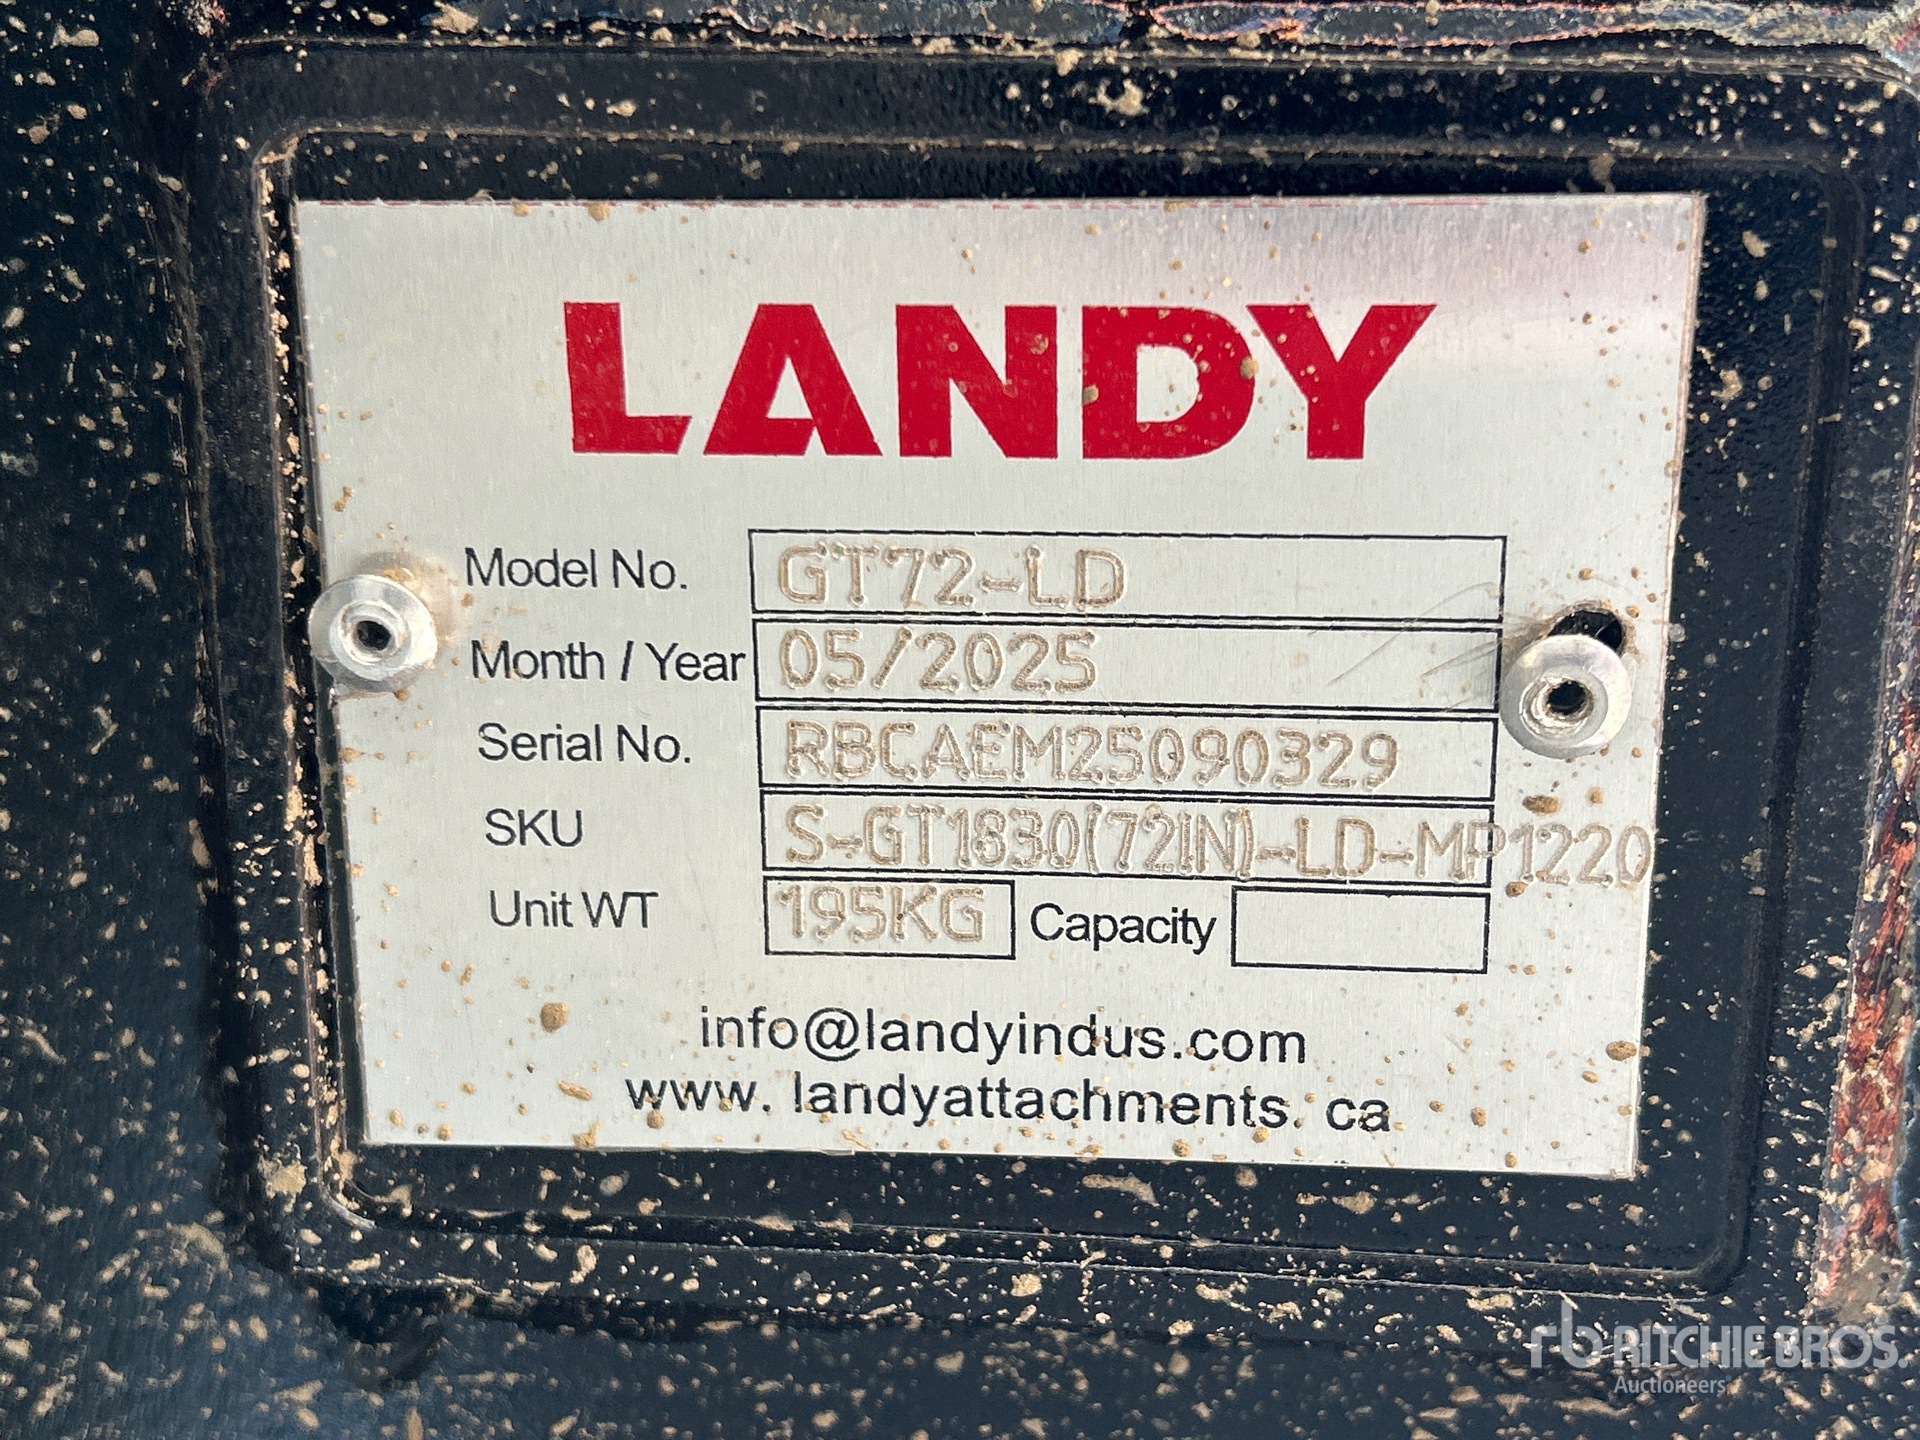 LANDY
Model No. GT72-LD
Month / Year 05/2025
Serial No. RBCAEM25090329
SKU S-GT1830(72IN)-LD-MP1220
Unit WT 195KG Capacity
info@landyindus.com
www. landyattachments. ca
rb RITCHIE BROS.
Auctioneers